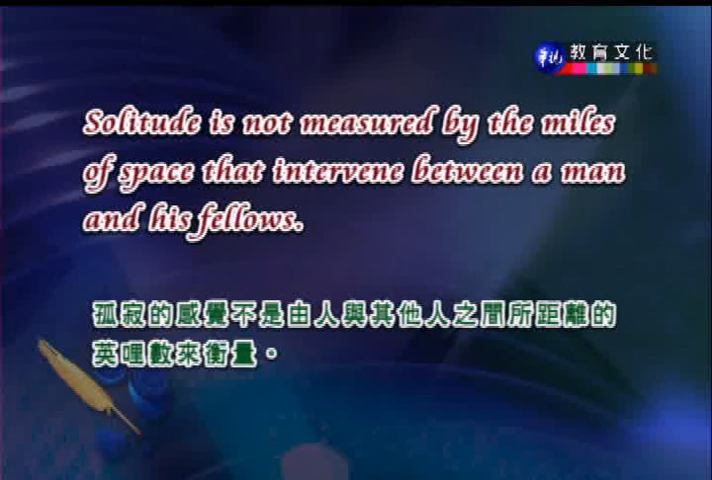 華視 教育文化
Solitude is not measured by the miles
of space that intervene between a man
and his fellows.
孤寂的感覺不是由人與其他人之間所距離的
英哩數來衡量。